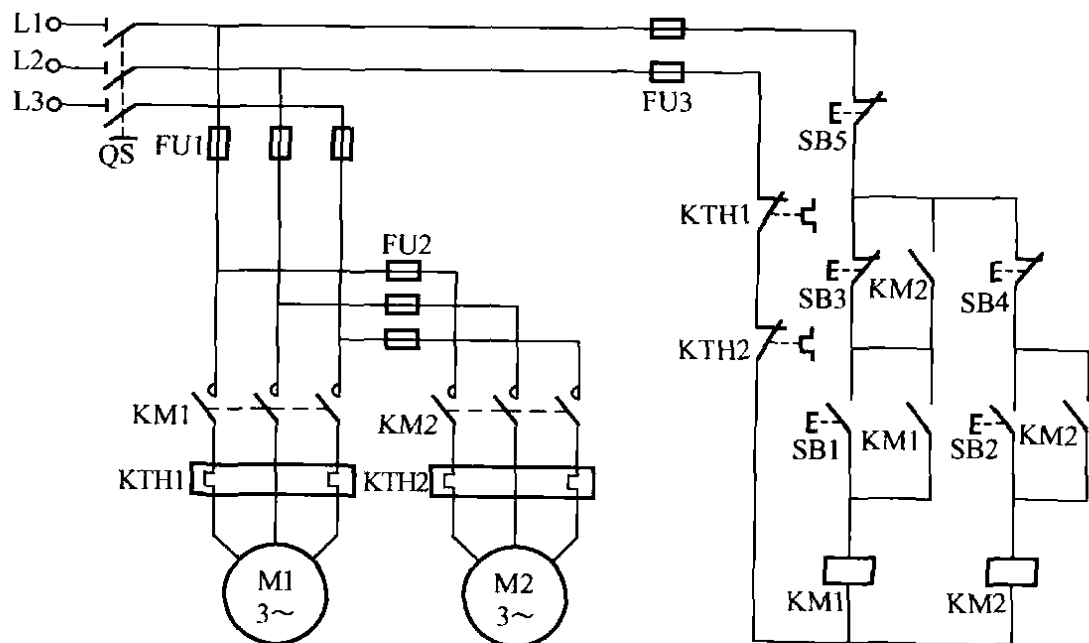 L1
L2
L3
QS
FU1
FU2
FU3
SB5
KTH1
SB3
KM2
SB4
KTH2
KM1
KM2
SB1
KM1
SB2
KM2
KTH1
KTH2
M1
3～
M2
3～
KM1
KM2